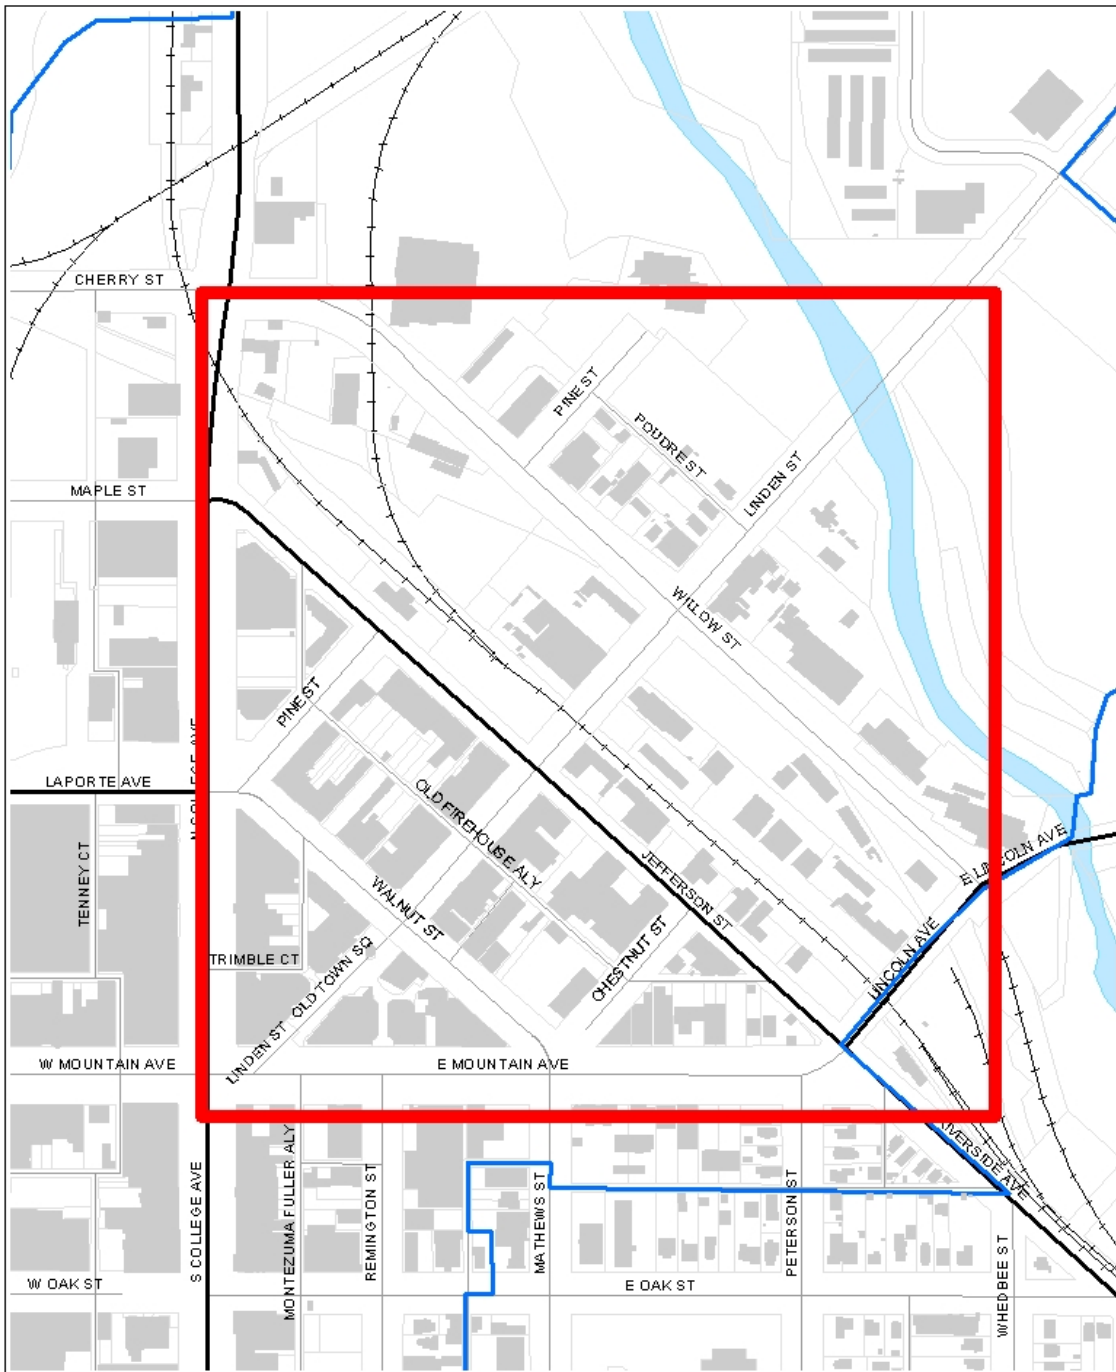 CHERRY ST
PINE ST
POUDRE ST
LINDEN ST
MAPLE ST
WILLOW ST
PINE ST
LAPORTE AVE
N COLLEGE AVE
OLD FIREHOUSE ALY
TENNEY CT
WALNUT ST
JEFFERSON ST
E LINCOLN AVE
TRIMBLE CT
OLD TOWN SQ
CHESTNUT ST
LINCOLN AVE
LINDEN ST
W MOUNTAIN AVE
E MOUNTAIN AVE
RIVERSIDE AVE
S COLLEGE AVE
MONTEZUMA FULLER ALY
REMINGTON ST
MATHEWS ST
PETERSON ST
WHEDBEE ST
W OAK ST
E OAK ST